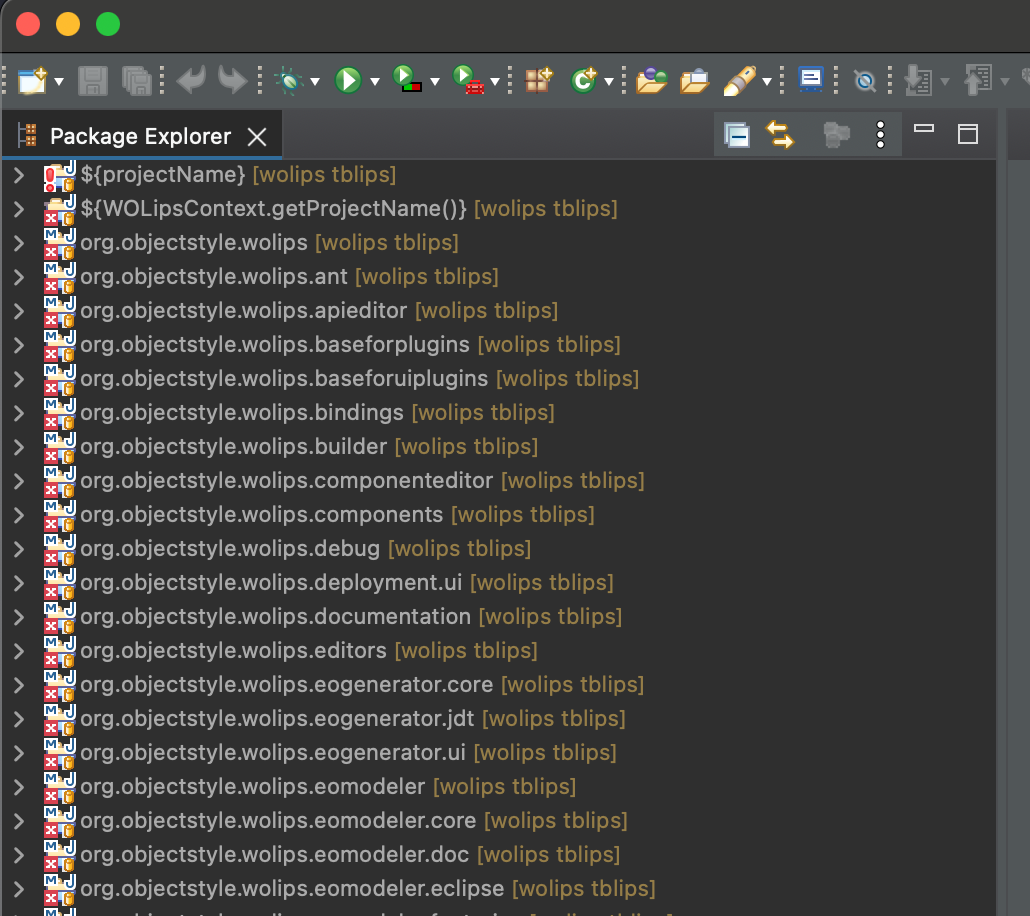 Package Explorer
${projectName} [wolips tblips]
${WOLipsContext.getProjectName()} [wolips tblips]
org.objectstyle.wolips [wolips tblips]
org.objectstyle.wolips.ant [wolips tblips]
org.objectstyle.wolips.apieditor [wolips tblips]
org.objectstyle.wolips.baseforplugins [wolips tblips]
org.objectstyle.wolips.baseforuiplugins [wolips tblips]
org.objectstyle.wolips.bindings [wolips tblips]
org.objectstyle.wolips.builder [wolips tblips]
org.objectstyle.wolips.componenteditor [wolips tblips]
org.objectstyle.wolips.components [wolips tblips]
org.objectstyle.wolips.debug [wolips tblips]
org.objectstyle.wolips.deployment.ui [wolips tblips]
org.objectstyle.wolips.documentation [wolips tblips]
org.objectstyle.wolips.editors [wolips tblips]
org.objectstyle.wolips.eogenerator.core [wolips tblips]
org.objectstyle.wolips.eogenerator.jdt [wolips tblips]
org.objectstyle.wolips.eogenerator.ui [wolips tblips]
org.objectstyle.wolips.eomodeler [wolips tblips]
org.objectstyle.wolips.eomodeler.core [wolips tblips]
org.objectstyle.wolips.eomodeler.doc [wolips tblips]
org.objectstyle.wolips.eomodeler.eclipse [wolips tblips]